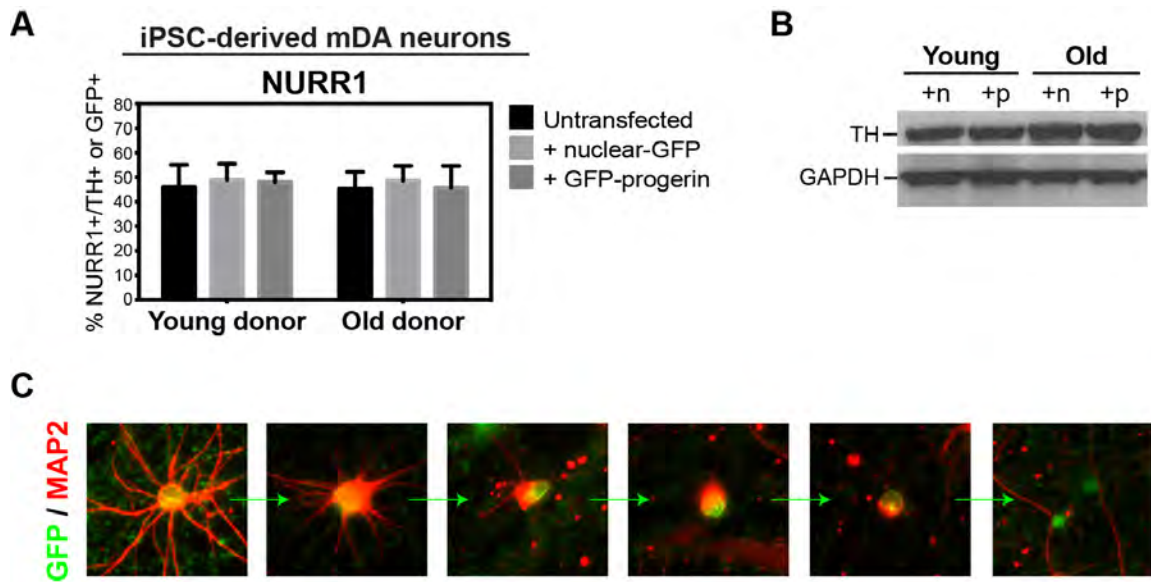 A
iPSC-derived mDA neurons
NURR1
% NURR1+/TH+ or GFP+
80
70
60
50
40
30
20
10
0
Young donor
Old donor
Untransfected
+ nuclear-GFP
+ GFP-progerin
B
Young Old
+n +p +n +p
TH
GAPDH
C
GFP / MAP2